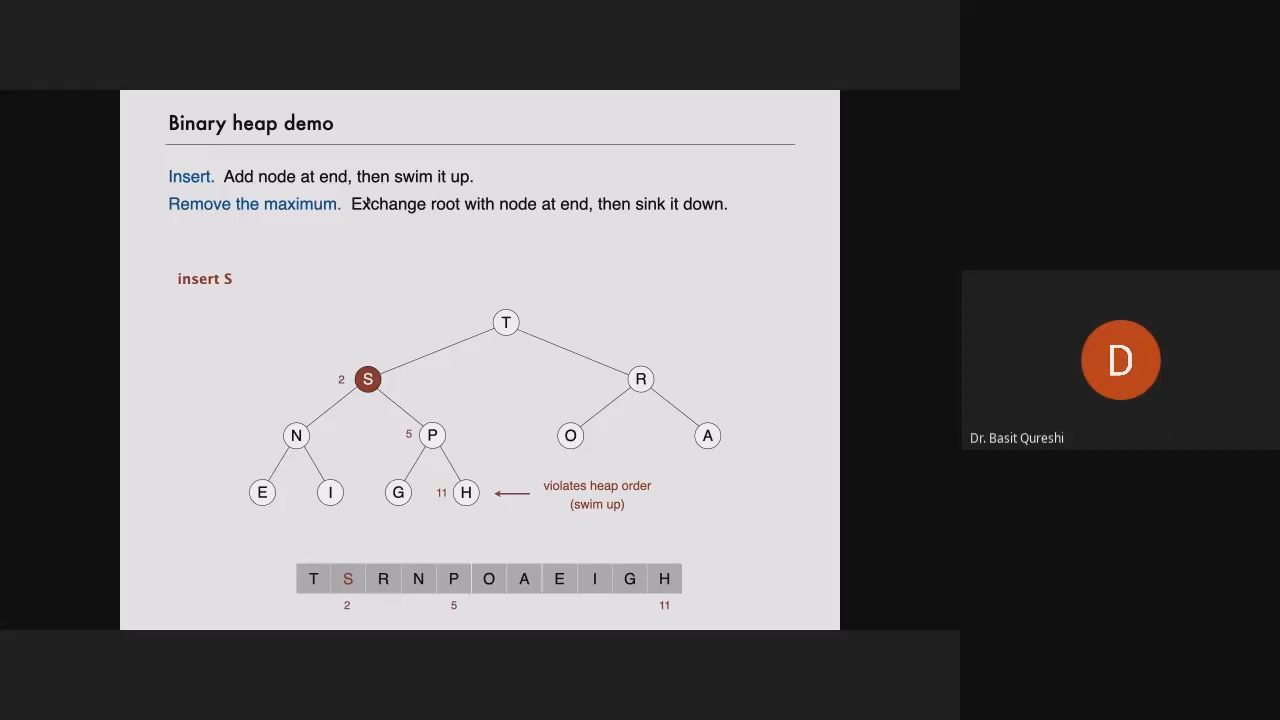 Binary heap demo
Insert. Add node at end, then swim it up.
Remove the maximum. Exchange root with node at end, then sink it down.
insert S
T
2 S R
N 5 P O A
E I G 11 H
violates heap order
(swim up)
T S R N P O A E I G H
2 5 11
D
Dr. Basit Qureshi